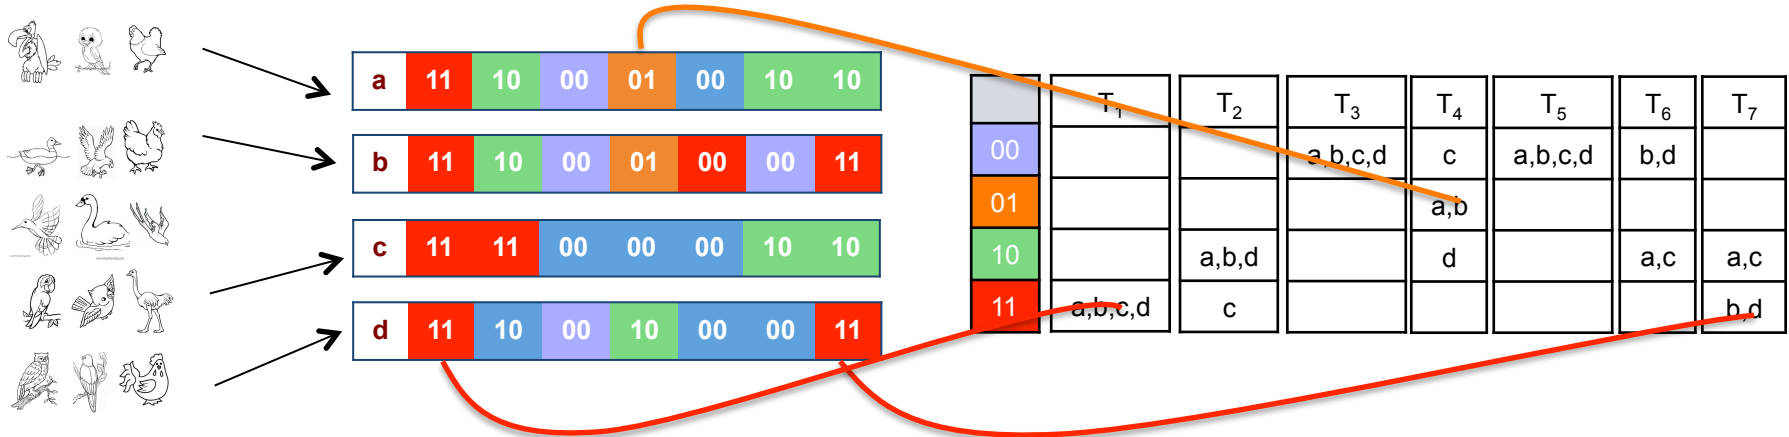 a 11 10 00 01 00 10 10
b 11 10 00 01 00 00 11
c 11 11 00 00 00 10 10
d 11 10 00 10 00 00 11
T1 T2 T3 T4 T5 T6 T7
00 a,b,c,d c a,b,c,d b,d
01 a,b
10 a,b,d d a,c a,c
11 a,b,c,d c b,d